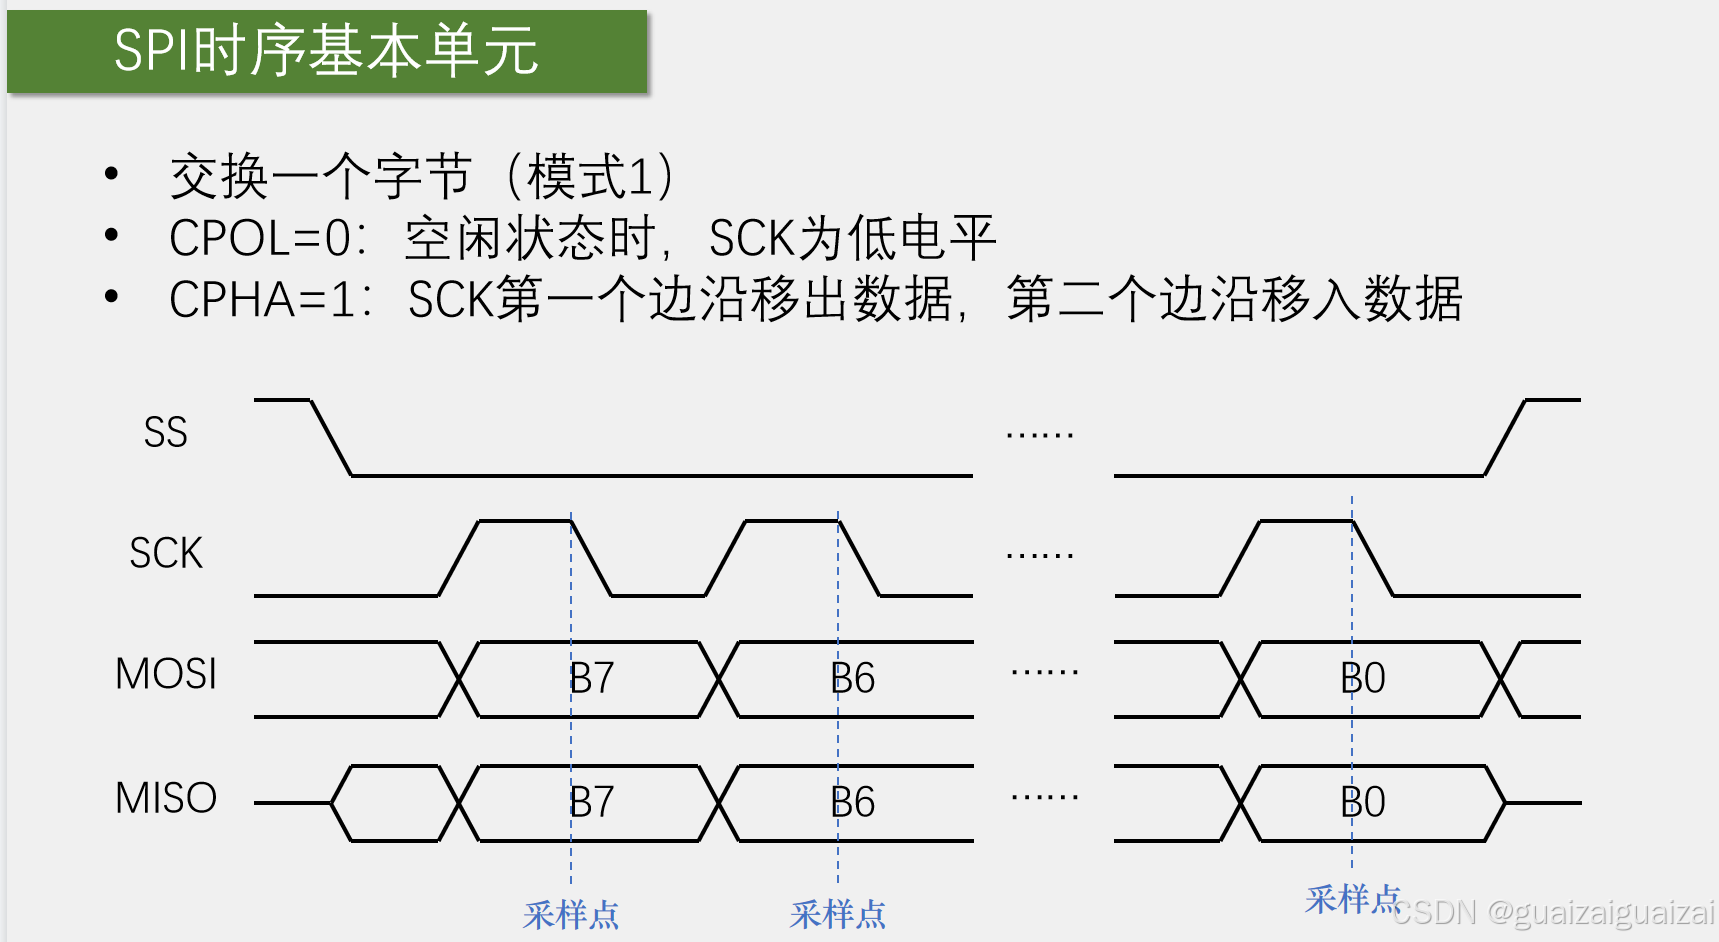 SPI时序基本单元
• 交换一个字节（模式1）
• CPOL=0：空闲状态时，SCK为低电平
• CPHA=1：SCK第一个边沿移出数据，第二个边沿移入数据
SS ……
SCK ……
MOSI B7 B6 …… B0
MISO B7 B6 …… B0
采样点 采样点 采样点
CSDN @guaizaiguaizai